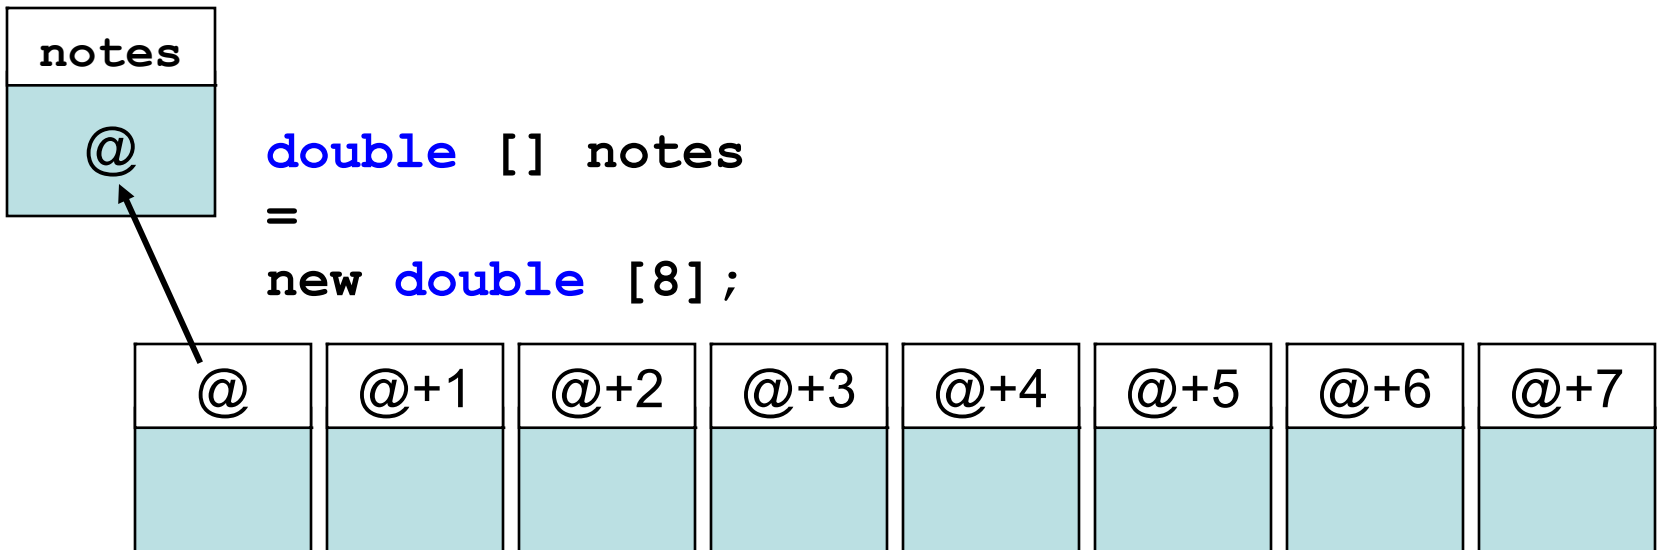 notes
@
double [] notes
=
new double [8];
@ @+1 @+2 @+3 @+4 @+5 @+6 @+7